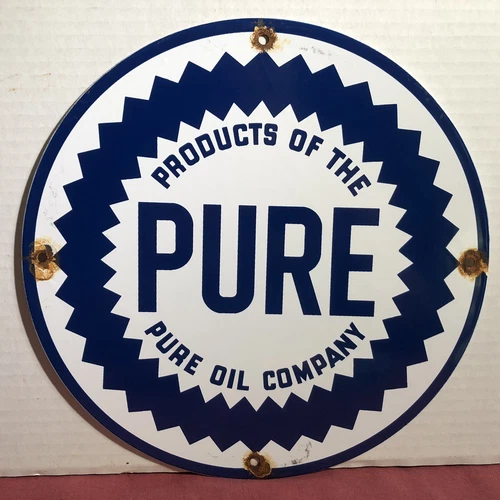 PRODUCTS OF THE
PURE
PURE OIL COMPANY